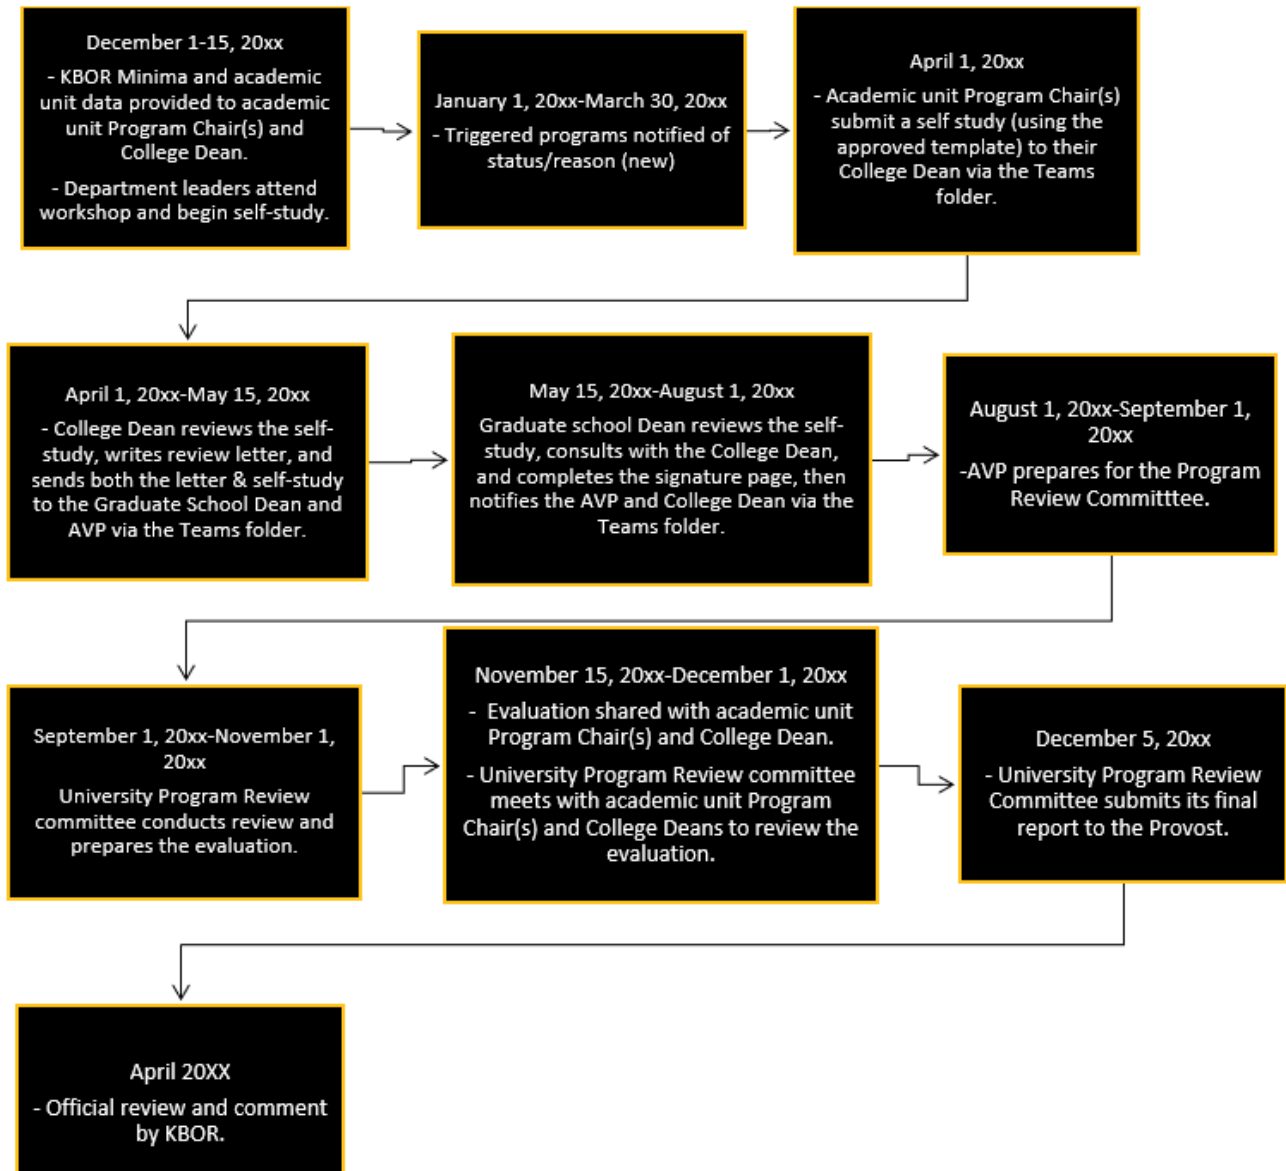 December 1-15, 20xx
- KBOR Minima and academic
unit data provided to academic
unit Program Chair(s) and
College Dean.
- Department leaders attend
workshop and begin self-study.
January 1, 20xx-March 30, 20xx
- Triggered programs notified of
status/reason (new)
April 1, 20xx
- Academic unit Program Chair(s)
submit a self study (using the
approved template) to their
College Dean via the Teams
folder.
April 1, 20xx-May 15, 20xx
- College Dean reviews the self-
study, writes review letter, and
sends both the letter & self-study
to the Graduate School Dean and
AVP via the Teams folder.
May 15, 20xx-August 1, 20xx
Graduate school Dean reviews the self-
study, consults with the College Dean,
and completes the signature page, then
notifies the AVP and College Dean via the
Teams folder.
August 1, 20xx-September 1,
20xx
-AVP prepares for the Program
Review Committtee.
September 1, 20xx-November 1,
20xx
University Program Review
committee conducts review and
prepares the evaluation.
November 15, 20xx-December 1, 20xx
- Evaluation shared with academic unit
Program Chair(s) and College Dean.
- University Program Review committee
meets with academic unit Program
Chair(s) and College Deans to review the
evaluation.
December 5, 20xx
- University Program Review
Committee submits its final
report to the Provost.
April 20XX
- Official review and comment
by KBOR.